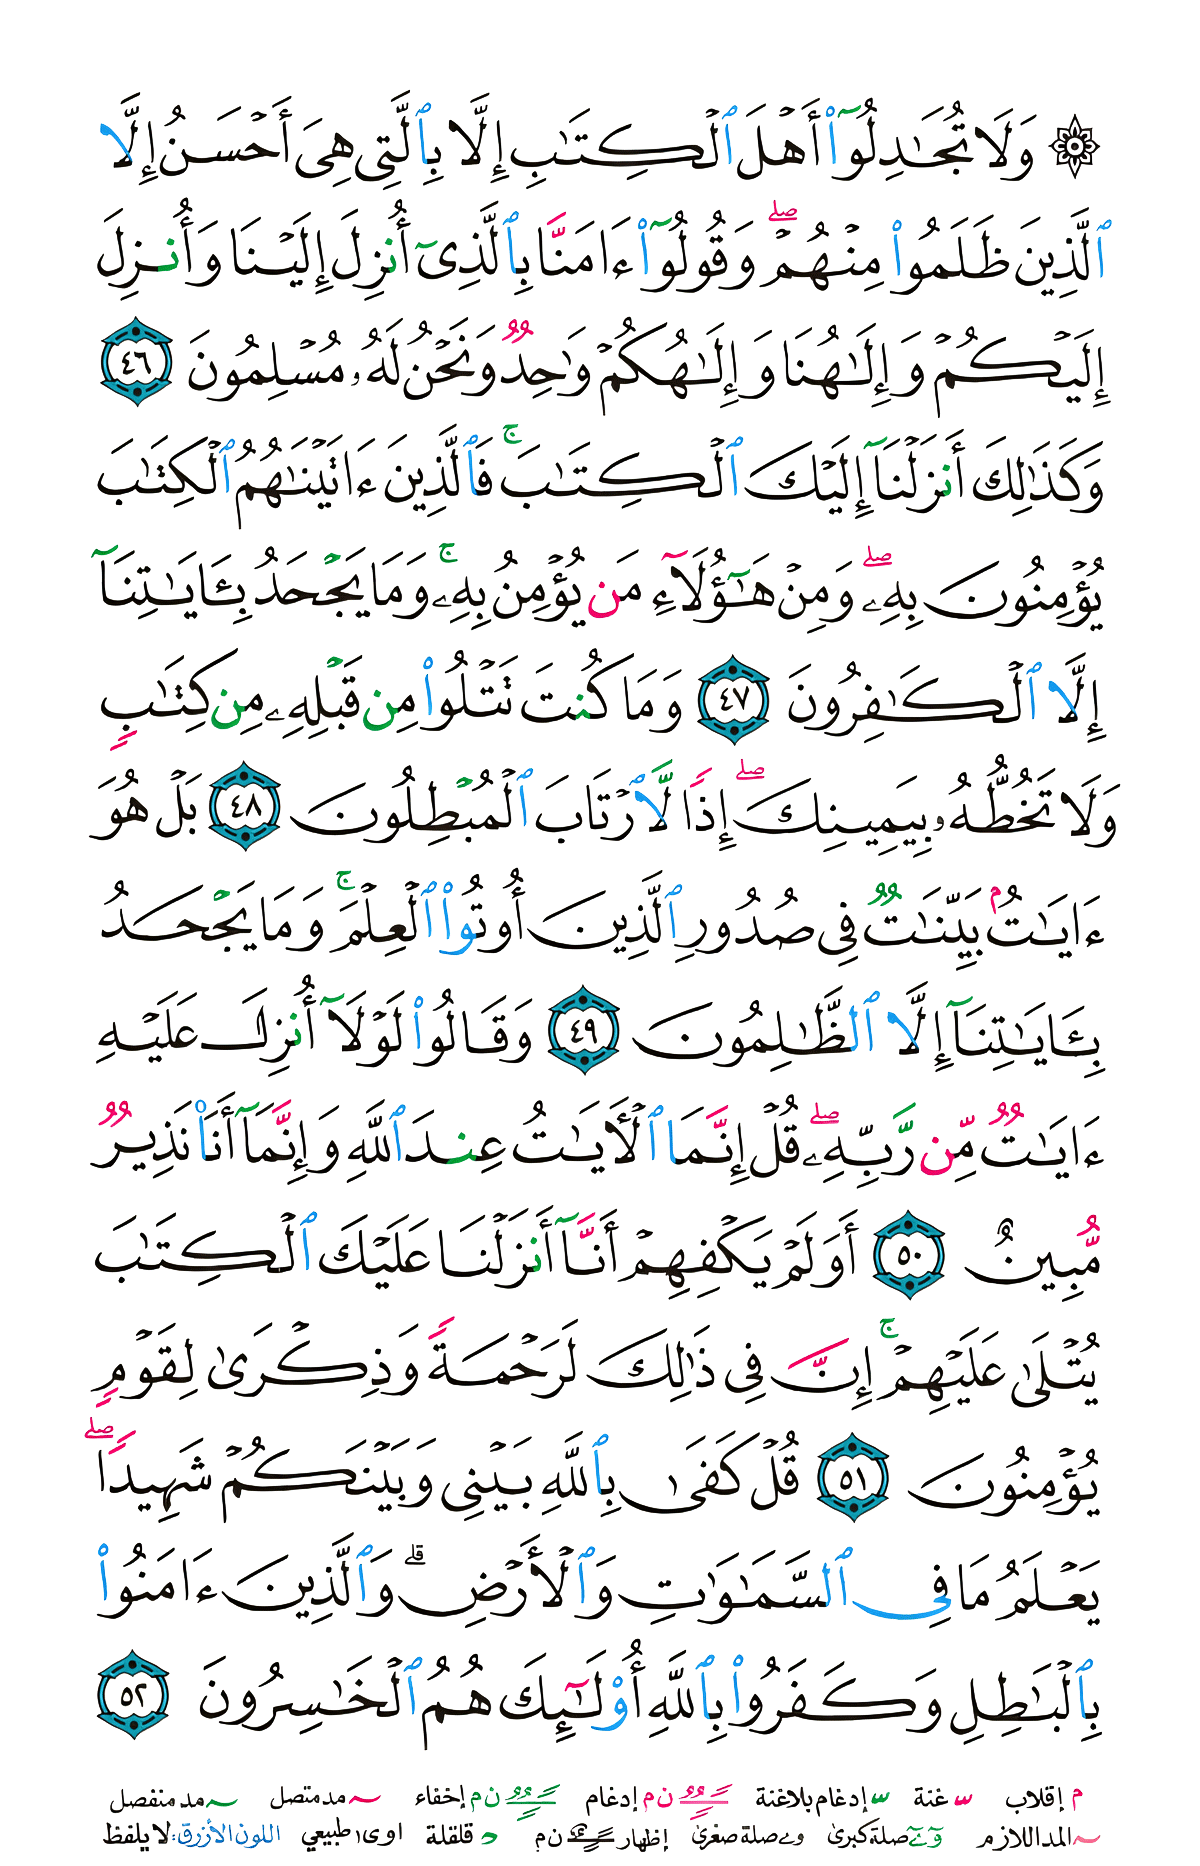 ۞ وَلَا تُجَٰدِلُوٓا۟ أَهۡلَ ٱلۡكِتَٰبِ إِلَّا بِٱلَّتِي هِيَ أَحۡسَنُ إِلَّا
ٱلَّذِينَ ظَلَمُوا۟ مِنۡهُمۡۖ وَقُولُوٓا۟ ءَامَنَّا بِٱلَّذِيٓ أُنزِلَ إِلَيۡنَا وَأُنزِلَ
إِلَيۡكُمۡ وَإِلَٰهُنَا وَإِلَٰهُكُمۡ وَٰحِدٌ وَنَحۡنُ لَهُۥ مُسۡلِمُونَ ٤٦
وَكَذَٰلِكَ أَنزَلۡنَآ إِلَيۡكَ ٱلۡكِتَٰبَۚ فَٱلَّذِينَ ءَاتَيۡنَٰهُمُ ٱلۡكِتَٰبَ
يُؤۡمِنُونَ بِهِۦۖ وَمِنۡ هَٰٓؤُلَآءِ مَن يُؤۡمِنُ بِهِۦۚ وَمَا يَجۡحَدُ بِـَٔايَٰتِنَآ
إِلَّا ٱلۡكَٰفِرُونَ ٤٧ وَمَا كُنتَ تَتۡلُوا۟ مِن قَبۡلِهِۦ مِن كِتَٰبٍ
وَلَا تَخُطُّهُۥ بِيَمِينِكَۖ إِذًا لَّٱرۡتَابَ ٱلۡمُبۡطِلُونَ ٤٨ بَلۡ هُوَ
ءَايَٰتٌۢ بَيِّنَٰتٌ فِي صُدُورِ ٱلَّذِينَ أُوتُوا۟ ٱلۡعِلۡمَۚ وَمَا يَجۡحَدُ
بِـَٔايَٰتِنَآ إِلَّا ٱلظَّٰلِمُونَ ٤٩ وَقَالُوا۟ لَوۡلَآ أُنزِلَ عَلَيۡهِ
ءَايَٰتٌ مِّن رَّبِّهِۦۖ قُلۡ إِنَّمَا ٱلۡأٓيَٰتُ عِندَ ٱللَّهِ وَإِنَّمَآ أَنَا۠ نَذِيرٌ
مُّبِينٌ ٥٠ أَوَلَمۡ يَكۡفِهِمۡ أَنَّآ أَنزَلۡنَا عَلَيۡكَ ٱلۡكِتَٰبَ
يُتۡلَىٰ عَلَيۡهِمۡۚ إِنَّ فِي ذَٰلِكَ لَرَحۡمَةً وَذِكۡرَىٰ لِقَوۡمٍ
يُؤۡمِنُونَ ٥١ قُلۡ كَفَىٰ بِٱللَّهِ بَيۡنِي وَبَيۡنَكُمۡ شَهِيدًاۖ
يَعۡلَمُ مَا فِي ٱلسَّمَٰوَٰتِ وَٱلۡأَرۡضِۗ وَٱلَّذِينَ ءَامَنُوا۟
بِٱلۡبَٰطِلِ وَكَفَرُوا۟ بِٱللَّهِ أُو۟لَٰٓئِكَ هُمُ ٱلۡخَٰسِرُونَ ٥٢
م إقلاب ّ غنة ّ إدغام بلاغنة ن م إدغام ن م إخفاء ~ مد متصل ~ مد منفصل
~ المد اللازم صلة كبرى و ے صلة صغرى إظهار ن م قلقلة ا و ى ا طبيعي اللون الأزرق: لا يلفظ